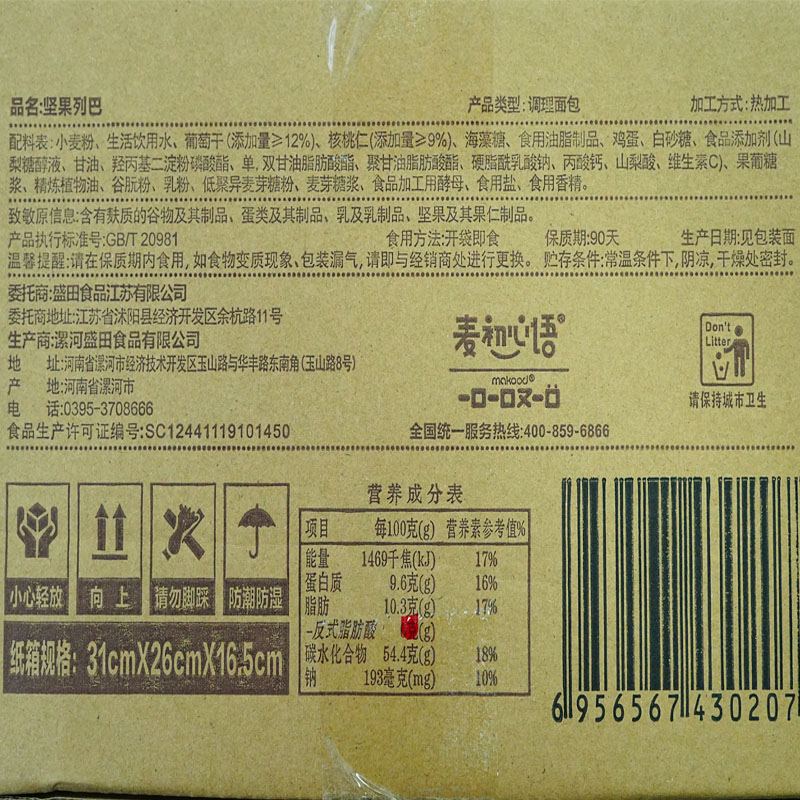 品名:坚果列巴 产品类型:调理面包 加工方式:热加工
配料表:小麦粉、生活饮用水、葡萄干(添加量≥12%)、核桃仁(添加量≥9%)、海藻糖、食用油脂制品、鸡蛋、白砂糖、食品添加剂(山
梨糖醇液、甘油、羟丙基二淀粉磷酸酯、单,双甘油脂肪酸酯、聚甘油脂肪酸酯、硬脂酰乳酸钠、丙酸钙、山梨酸、维生素C)、果葡糖
浆、精炼植物油、谷朊粉、乳粉、低聚异麦芽糖粉、麦芽糖浆、食品加工用酵母、食用盐、食用香精。
致敏原信息:含有麸质的谷物及其制品、蛋类及其制品、乳及乳制品、坚果及其果仁制品。
产品执行标准号:GB/T 20981 食用方法:开袋即食 保质期:90天 生产日期:见包装面
温馨提醒:请在保质期内食用,如食物变质现象、包装漏气,请即与经销商处进行更换。 贮存条件:常温条件下,阴凉,干燥处密封。
委托商:盛田食品江苏有限公司
委托商地址:江苏省沭阳县经济开发区余杭路11号
生产商:漯河盛田食品有限公司
地 址:河南省漯河市经济技术开发区玉山路与华丰路东南角(玉山路8号)
产 地:河南省漯河市
电 话:0395-3708666
食品生产许可证编号:SC12441119101450
麦初心悟®
makood®
一口一口又一口
全国统一服务热线:400-859-6866
Don't
Litter
请保持城市卫生
小心轻放 向上 请勿脚踩 防潮防湿
纸箱规格: 31cmX26cmX16.5cm
营养成分表
项目 每100克(g) 营养素参考值%
能量 1469千焦(kJ) 17%
蛋白质 9.6克(g) 16%
脂肪 10.3克(g) 17%
-反式脂肪酸 (g)
碳水化合物 54.4克(g) 18%
钠 193毫克(mg) 10%
6 956567 430207